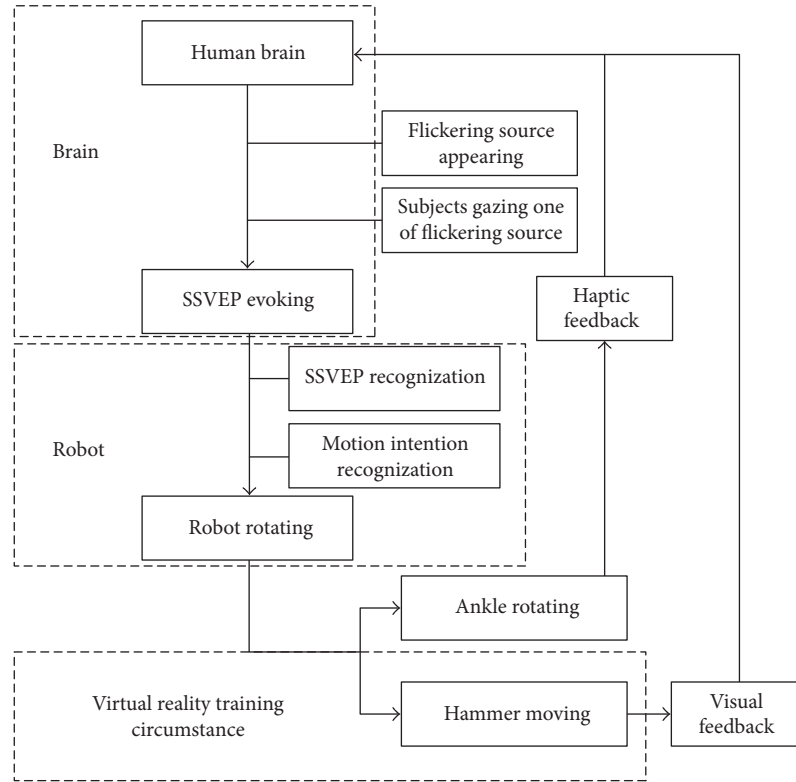 Human brain
Flickering source
appearing
Brain
Subjects gazing one
of flickering source
SSVEP evoking
Haptic
feedback
SSVEP recognization
Robot
Motion intention
recognization
Robot rotating
Ankle rotating
Virtual reality training
circumstance
Hammer moving
Visual
feedback